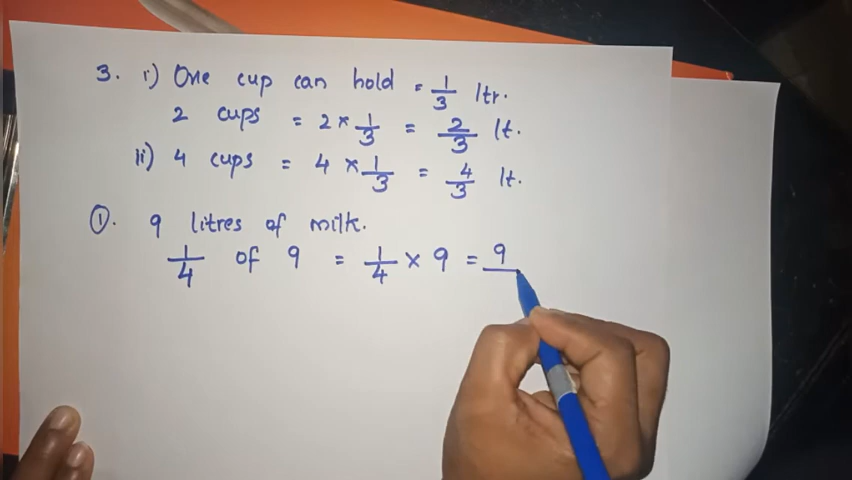 3. i) One cup can hold = 1/3 ltr.
2 cups = 2 × 1/3 = 2/3 lt.
ii) 4 cups = 4 × 1/3 = 4/3 lt.
①. 9 litres of milk.
1/4 of 9 = 1/4 × 9 = 9/